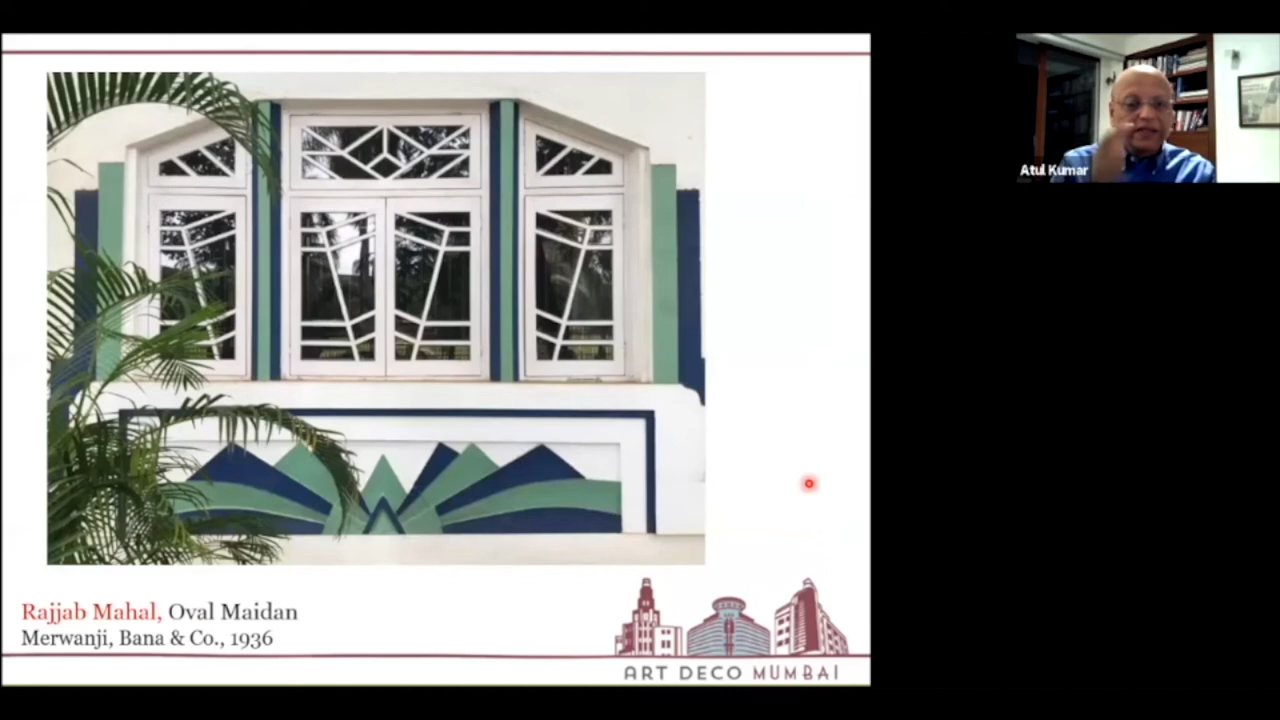 Atul Kumar
Rajjab Mahal, Oval Maidan
Merwanji, Bana & Co., 1936
ART DECO MUMBAI